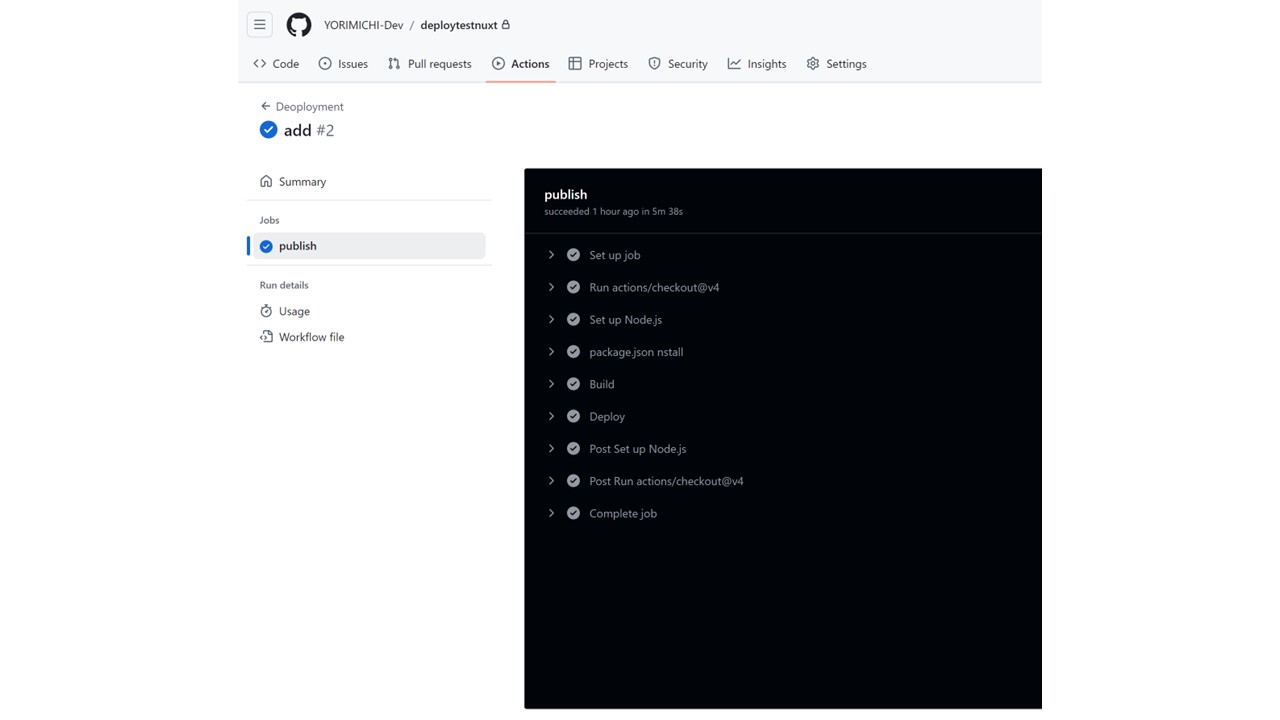 YORIMICHI-Dev / deploytestnuxt
Code Issues Pull requests Actions Projects Security Insights Settings
Deoployment
add #2
Summary
Jobs
publish
Run details
Usage
Workflow file
publish
succeeded 1 hour ago in 5m 38s
Set up job
Run actions/checkout@v4
Set up Node.js
package.json nstall
Build
Deploy
Post Set up Node.js
Post Run actions/checkout@v4
Complete job